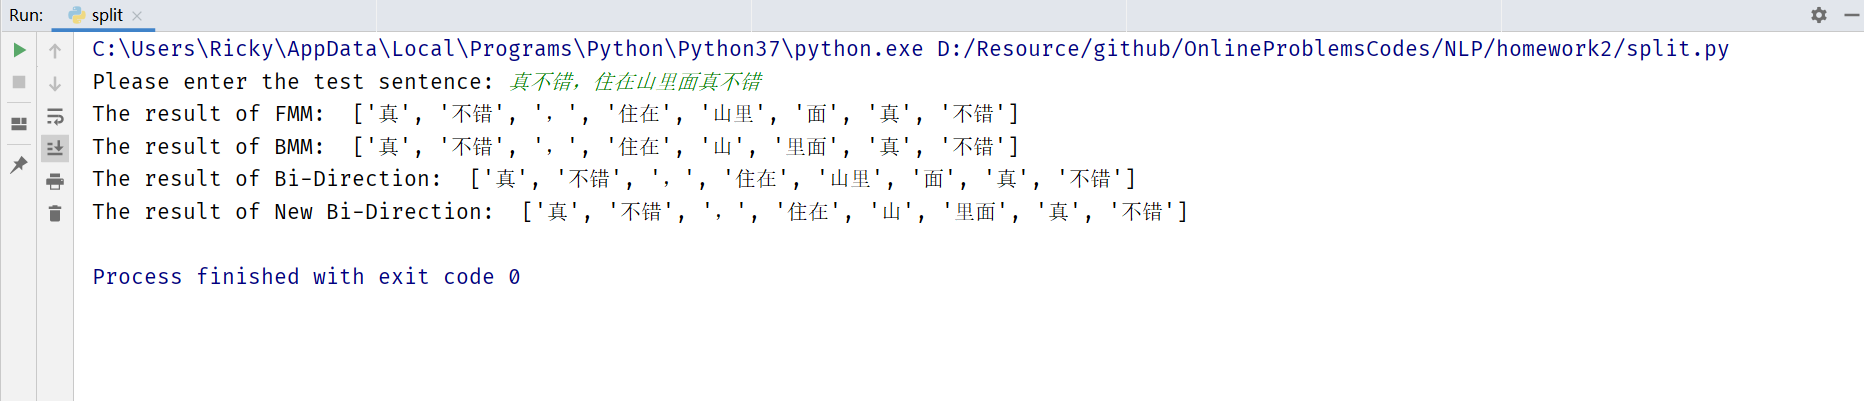 Run: split
C:\Users\Ricky\AppData\Local\Programs\Python\Python37\python.exe D:/Resource/github/OnlineProblemsCodes/NLP/homework2/split.py
Please enter the test sentence: 真不错，住在山里面真不错
The result of FMM:  ['真', '不错', '，', '住在', '山里', '面', '真', '不错']
The result of BMM:  ['真', '不错', '，', '住在', '山', '里面', '真', '不错']
The result of Bi-Direction:  ['真', '不错', '，', '住在', '山里', '面', '真', '不错']
The result of New Bi-Direction:  ['真', '不错', '，', '住在', '山', '里面', '真', '不错']
Process finished with exit code 0